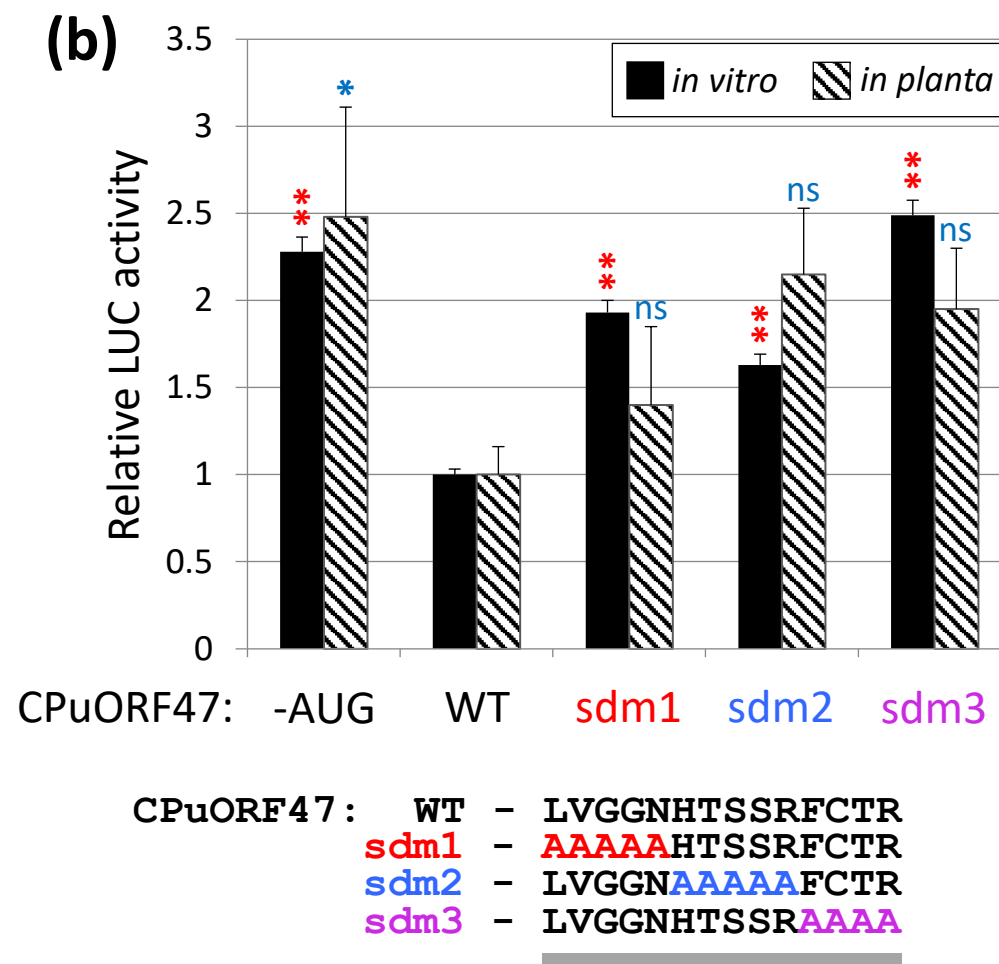 (b)
3.5
3
2.5
2
1.5
1
0.5
0
Relative LUC activity
in vitro
in planta
**
*
**
ns
**
ns
**
ns
CPuORF47: -AUG WT sdm1 sdm2 sdm3
CPuORF47: WT - LVGGNHTSSRFCTR
sdm1 - AAAAAHTSSRFCTR
sdm2 - LVGGNAAAAAFCTR
sdm3 - LVGGNHTSSRAAAA